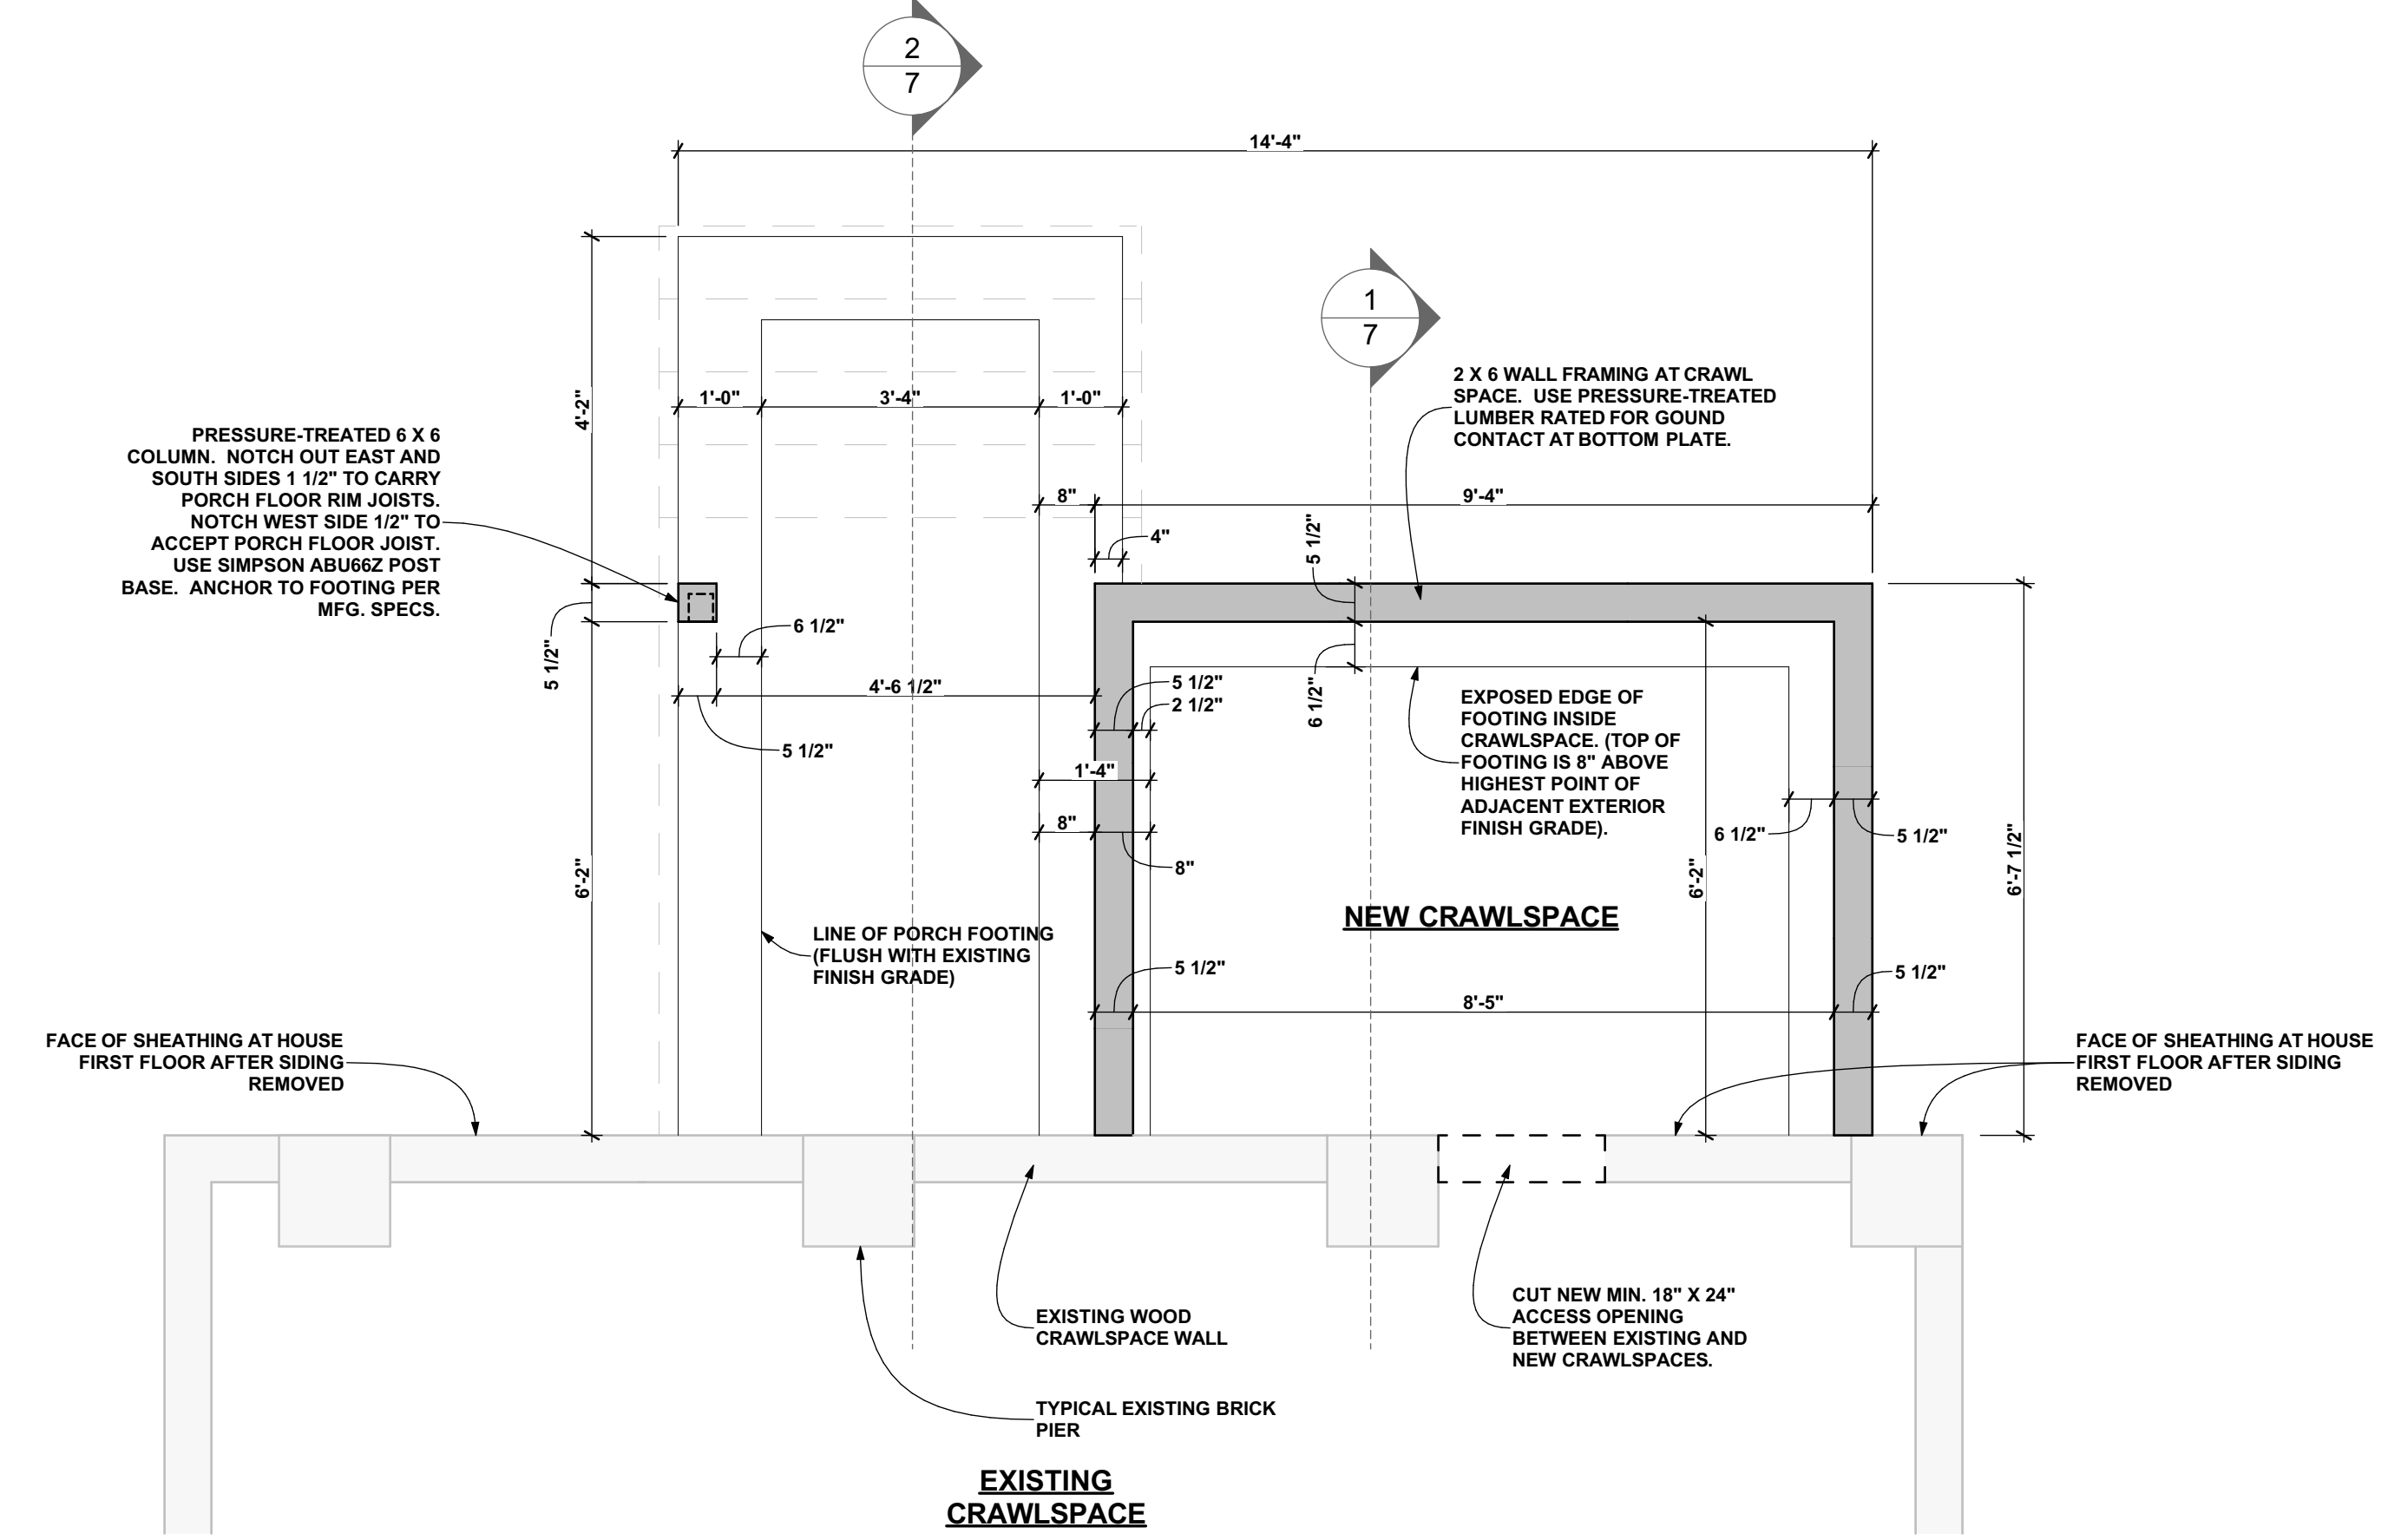 2
7
14'-4"
1
7
2 X 6 WALL FRAMING AT CRAWL
SPACE. USE PRESSURE-TREATED
LUMBER RATED FOR GOUND
CONTACT AT BOTTOM PLATE.
4'-2"
1'-0"
3'-4"
1'-0"
PRESSURE-TREATED 6 X 6
COLUMN. NOTCH OUT EAST AND
SOUTH SIDES 1 1/2" TO CARRY
PORCH FLOOR RIM JOISTS.
NOTCH WEST SIDE 1/2" TO
ACCEPT PORCH FLOOR JOIST.
USE SIMPSON ABU66Z POST
BASE. ANCHOR TO FOOTING PER
MFG. SPECS.
8"
9'-4"
4"
5 1/2"
5 1/2"
6 1/2"
4'-6 1/2"
5 1/2"
5 1/2"
2 1/2"
6 1/2"
EXPOSED EDGE OF
FOOTING INSIDE
CRAWLSPACE. (TOP OF
FOOTING IS 8" ABOVE
HIGHEST POINT OF
ADJACENT EXTERIOR
FINISH GRADE).
1'-4"
8"
8"
6 1/2"
5 1/2"
6'-2"
6'-2"
6'-7 1/2"
NEW CRAWLSPACE
LINE OF PORCH FOOTING
(FLUSH WITH EXISTING
FINISH GRADE)
5 1/2"
5 1/2"
8'-5"
FACE OF SHEATHING AT HOUSE
FIRST FLOOR AFTER SIDING
REMOVED
FACE OF SHEATHING AT HOUSE
FIRST FLOOR AFTER SIDING
REMOVED
EXISTING WOOD
CRAWLSPACE WALL
CUT NEW MIN. 18" X 24"
ACCESS OPENING
BETWEEN EXISTING AND
NEW CRAWLSPACES.
TYPICAL EXISTING BRICK
PIER
EXISTING
CRAWLSPACE